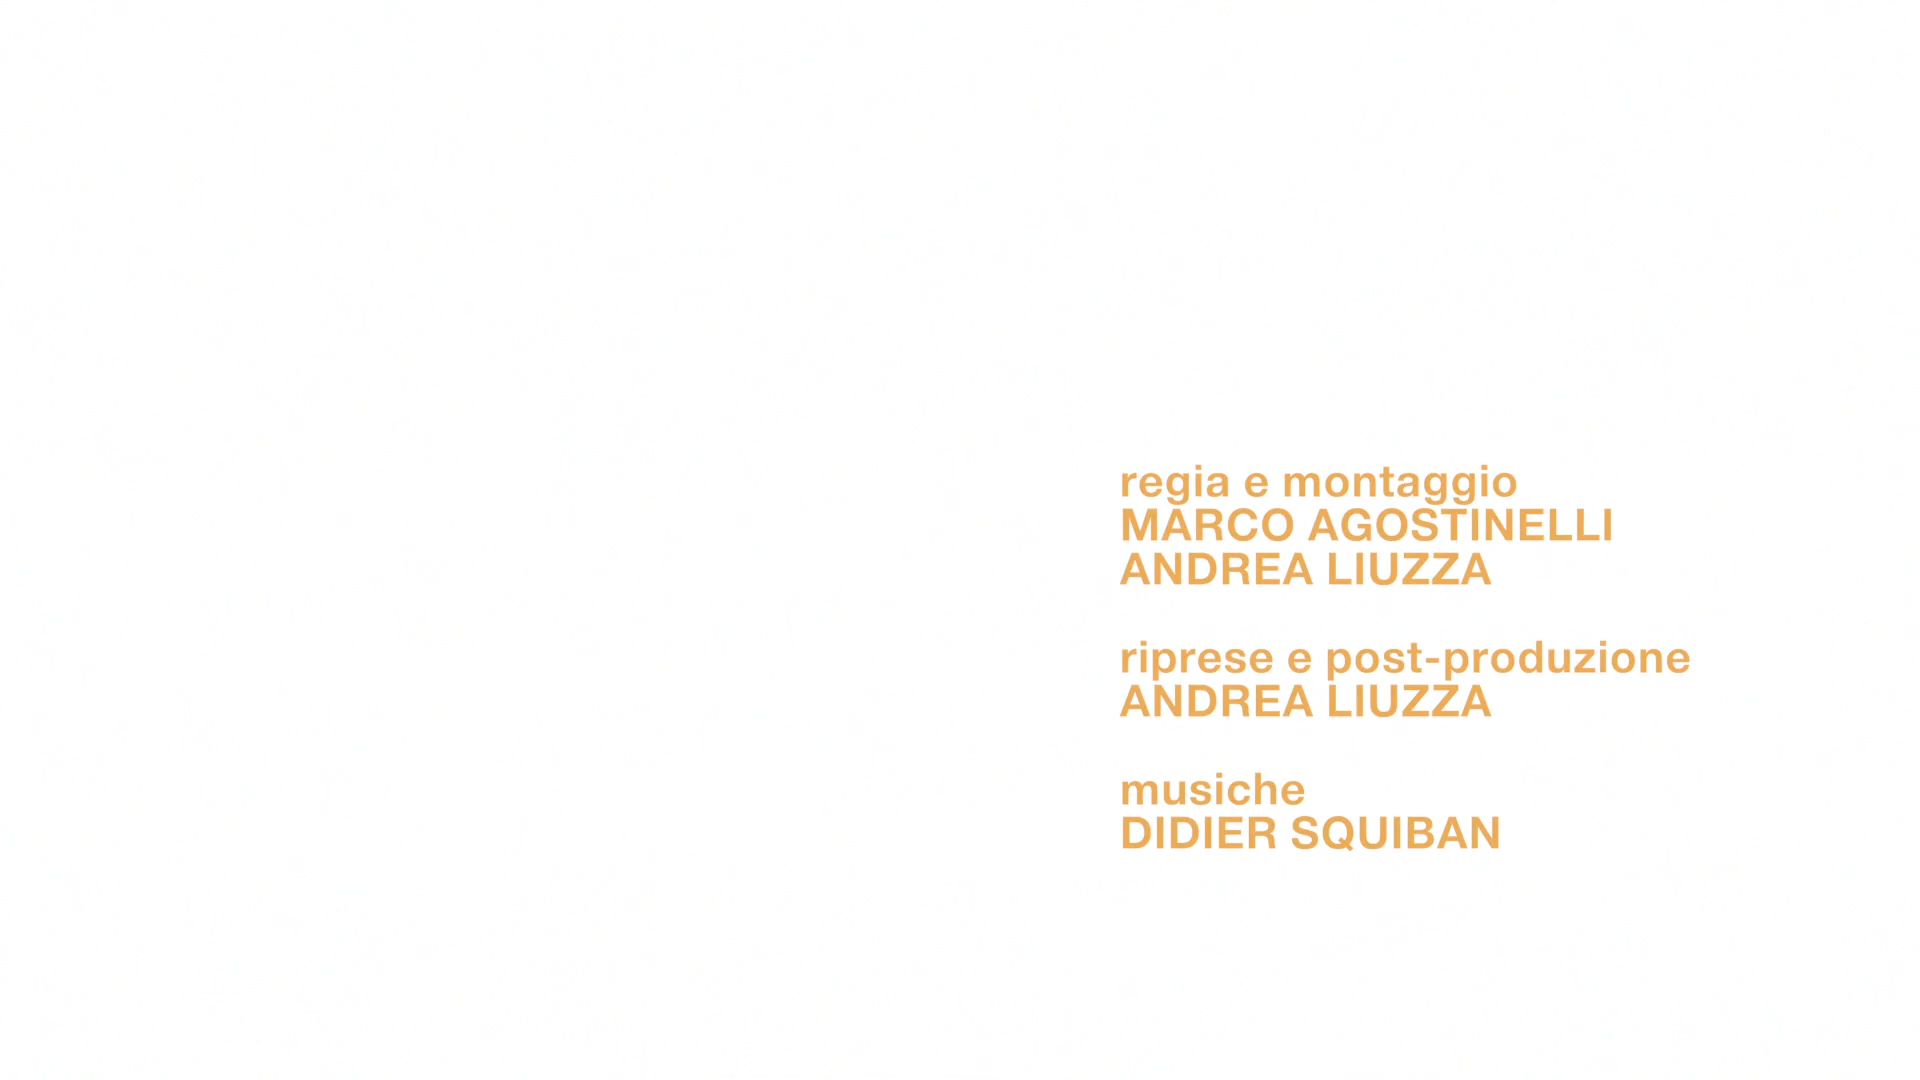 regia e montaggio
MARCO AGOSTINELLI
ANDREA LIUZZA
riprese e post-produzione
ANDREA LIUZZA
musiche
DIDIER SQUIBAN